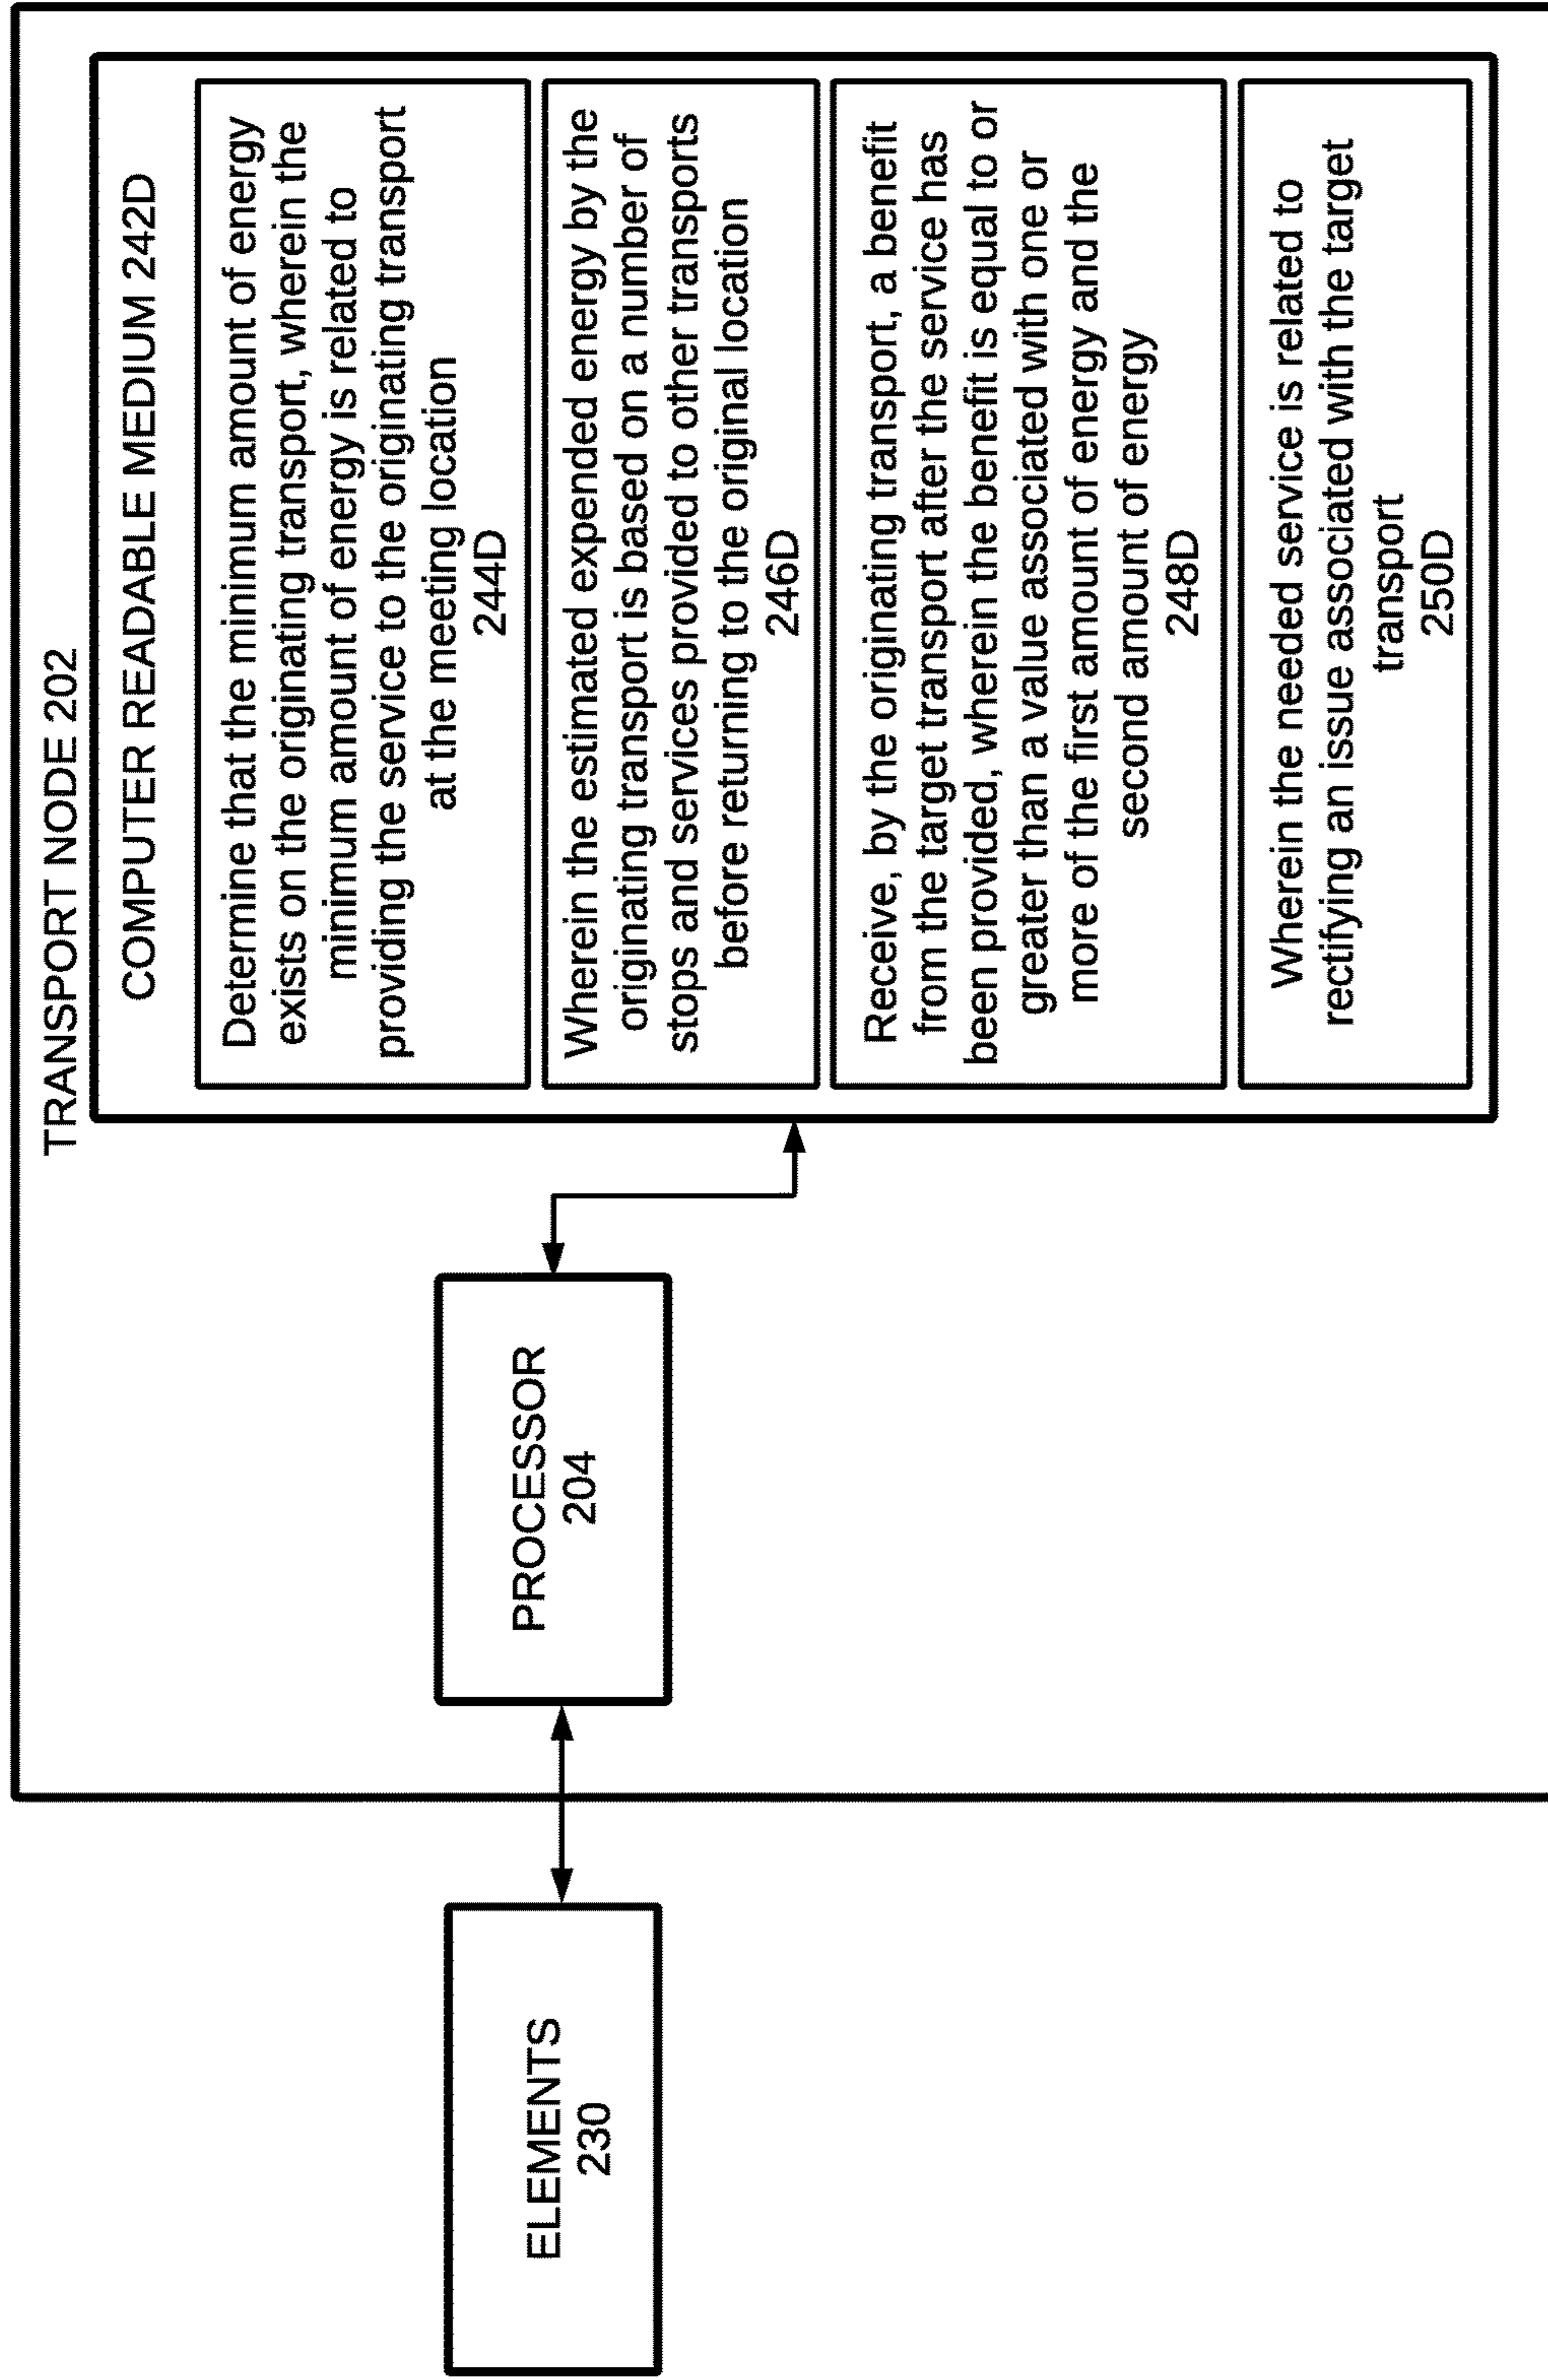 TRANSPORT NODE 202
COMPUTER READABLE MEDIUM 242D
Determine that the minimum amount of energy
exists on the originating transport, wherein the
minimum amount of energy is related to
providing the service to the originating transport
at the meeting location
244D
Wherein the estimated expended energy by the
originating transport is based on a number of
stops and services provided to other transports
before returning to the original location
246D
Receive, by the originating transport, a benefit
from the target transport after the service has
been provided, wherein the benefit is equal to or
greater than a value associated with one or
more of the first amount of energy and the
second amount of energy
248D
Wherein the needed service is related to
rectifying an issue associated with the target
transport
250D
PROCESSOR
204
ELEMENTS
230